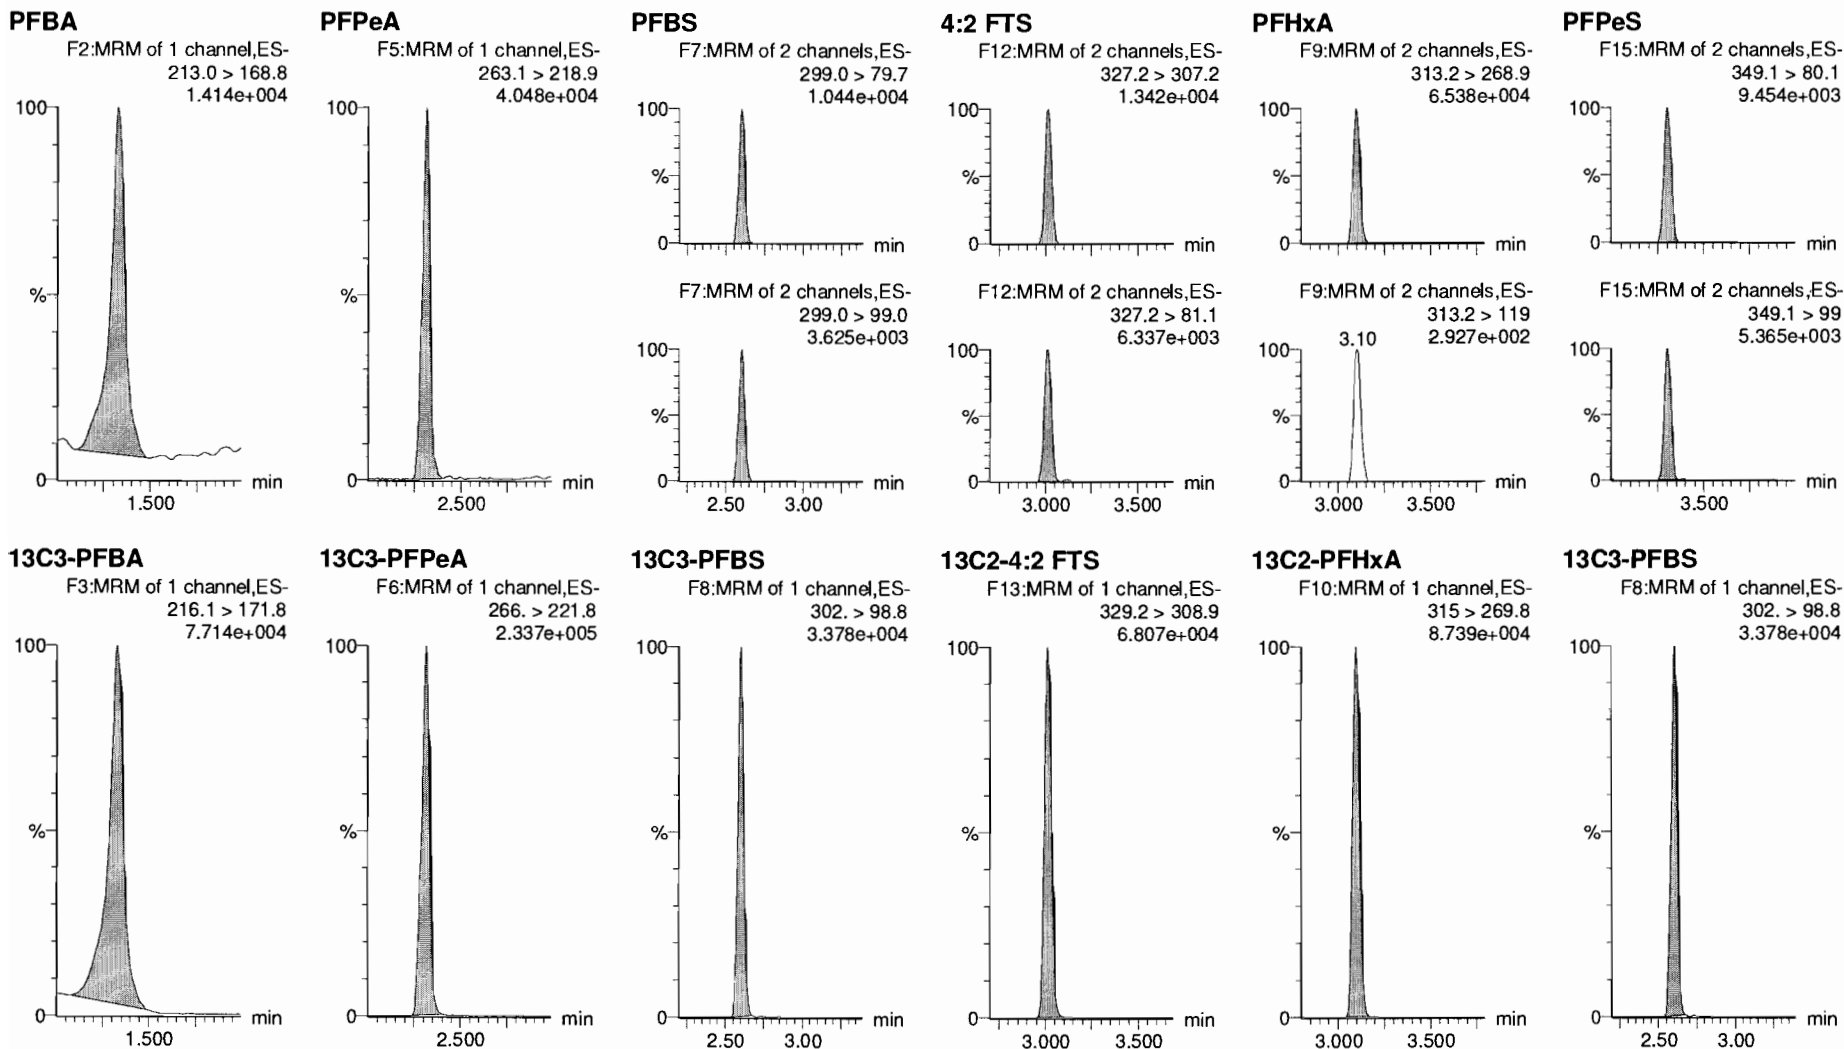 PFBA
F2:MRM of 1 channel,ES-
213.0 > 168.8
1.414e+004
100
%
0
min
1.500
PFPeA
F5:MRM of 1 channel,ES-
263.1 > 218.9
4.048e+004
100
%
0
min
2.500
PFBS
F7:MRM of 2 channels,ES-
299.0 > 79.7
1.044e+004
100
%
0
min
F7:MRM of 2 channels,ES-
299.0 > 99.0
3.625e+003
100
%
0
min
2.50 3.00
4:2 FTS
F12:MRM of 2 channels,ES-
327.2 > 307.2
1.342e+004
100
%
0
min
F12:MRM of 2 channels,ES-
327.2 > 81.1
6.337e+003
100
%
0
min
3.000 3.500
PFHxA
F9:MRM of 2 channels,ES-
313.2 > 268.9
6.538e+004
100
%
0
min
F9:MRM of 2 channels,ES-
313.2 > 119
3.10 2.927e+002
100
%
0
min
3.000 3.500
PFPeS
F15:MRM of 2 channels,ES-
349.1 > 80.1
9.454e+003
100
%
0
min
F15:MRM of 2 channels,ES-
349.1 > 99
5.365e+003
100
%
0
min
3.500
13C3-PFBA
F3:MRM of 1 channel,ES-
216.1 > 171.8
7.714e+004
100
%
0
min
1.500
13C3-PFPeA
F6:MRM of 1 channel,ES-
266. > 221.8
2.337e+005
100
%
0
min
2.500
13C3-PFBS
F8:MRM of 1 channel,ES-
302. > 98.8
3.378e+004
100
%
0
min
2.50 3.00
13C2-4:2 FTS
F13:MRM of 1 channel,ES-
329.2 > 308.9
6.807e+004
100
%
0
min
3.000 3.500
13C2-PFHxA
F10:MRM of 1 channel,ES-
315 > 269.8
8.739e+004
100
%
0
min
3.000 3.500
13C3-PFBS
F8:MRM of 1 channel,ES-
302. > 98.8
3.378e+004
100
%
0
min
2.50 3.00